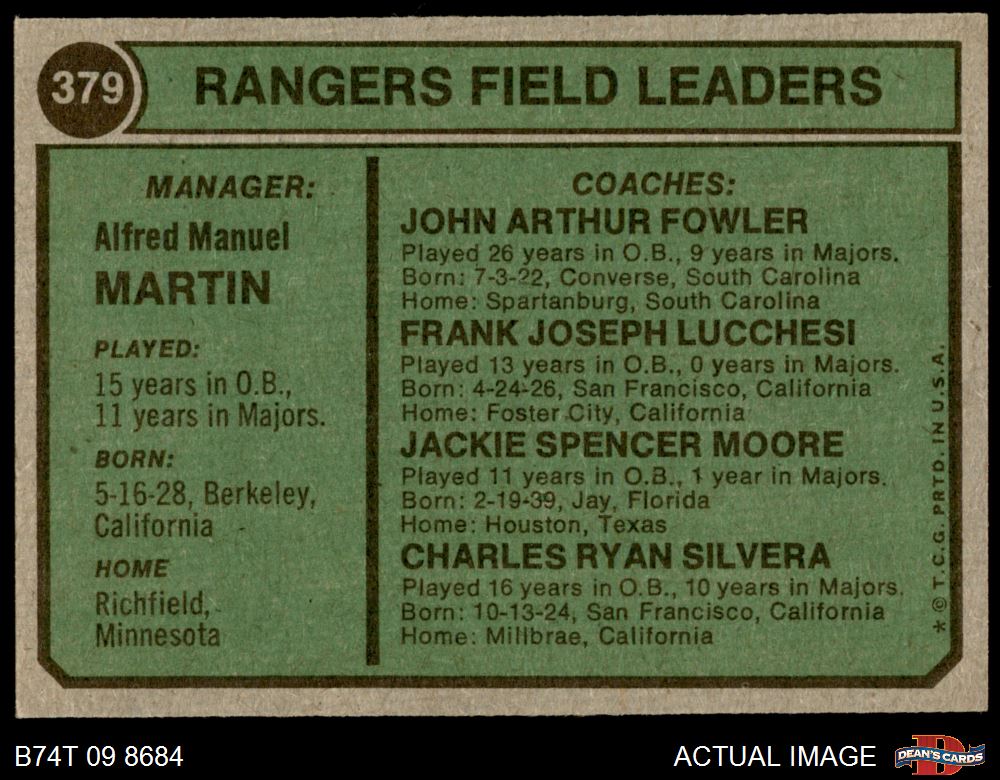 379
RANGERS FIELD LEADERS
MANAGER:
Alfred Manuel
MARTIN
PLAYED:
15 years in O.B.,
11 years in Majors.
BORN:
5-16-28, Berkeley,
California
HOME
Richfield,
Minnesota
COACHES:
JOHN ARTHUR FOWLER
Played 26 years in O.B., 9 years in Majors.
Born: 7-3-22, Converse, South Carolina
Home: Spartanburg, South Carolina
FRANK JOSEPH LUCCHESI
Played 13 years in O.B., 0 years in Majors.
Born: 4-24-26, San Francisco, California
Home: Foster City, California
JACKIE SPENCER MOORE
Played 11 years in O.B., 1 year in Majors.
Born: 2-19-39, Jay, Florida
Home: Houston, Texas
CHARLES RYAN SILVERA
Played 16 years in O.B., 10 years in Majors.
Born: 10-13-24, San Francisco, California
Home: Millbrae, California
* © T.C.G. PRTD. IN U.S.A.
B74T 09 8684
ACTUAL IMAGE
D
DEAN'S CARDS